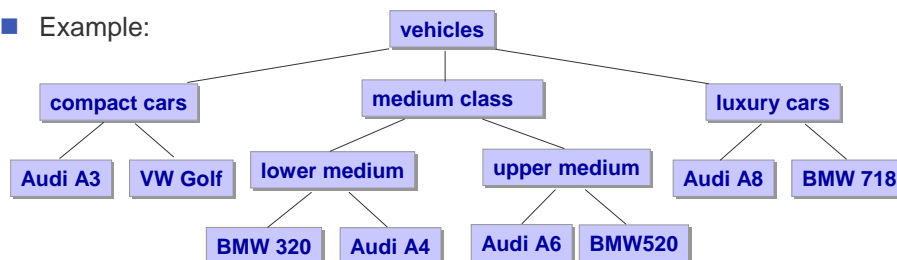 Example:
vehicles
compact cars
medium class
luxury cars
Audi A3
VW Golf
lower medium
upper medium
Audi A8
BMW 718
BMW 320
Audi A4
Audi A6
BMW520